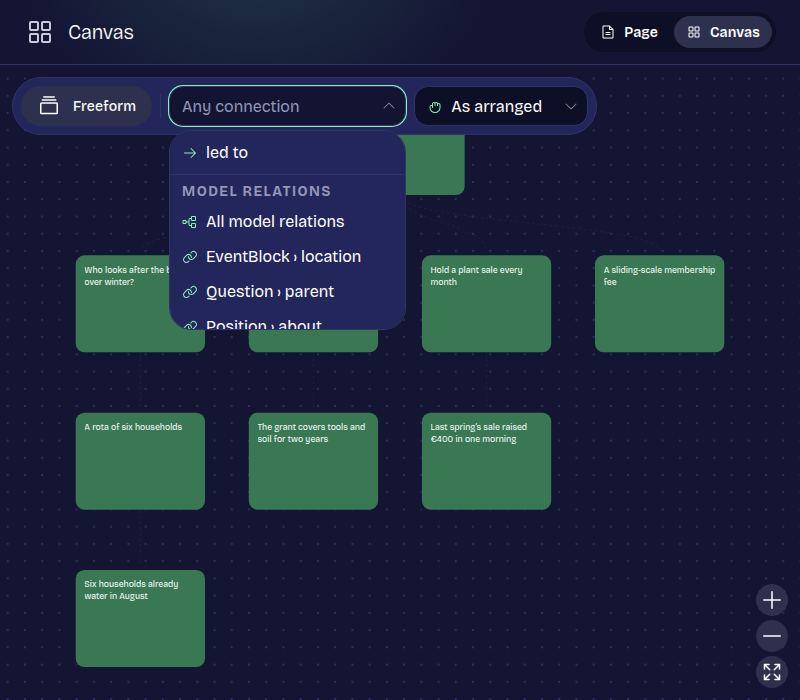 Canvas
Page
Canvas
Freeform
Any connection
As arranged
led to
MODEL RELATIONS
All model relations
EventBlock › location
Question › parent
Position › about
Who looks after the
over winter?
Hold a plant sale every
month
A sliding-scale membership
fee
A rota of six households
The grant covers tools and
soil for two years
Last spring's sale raised
€400 in one morning
Six households already
water in August